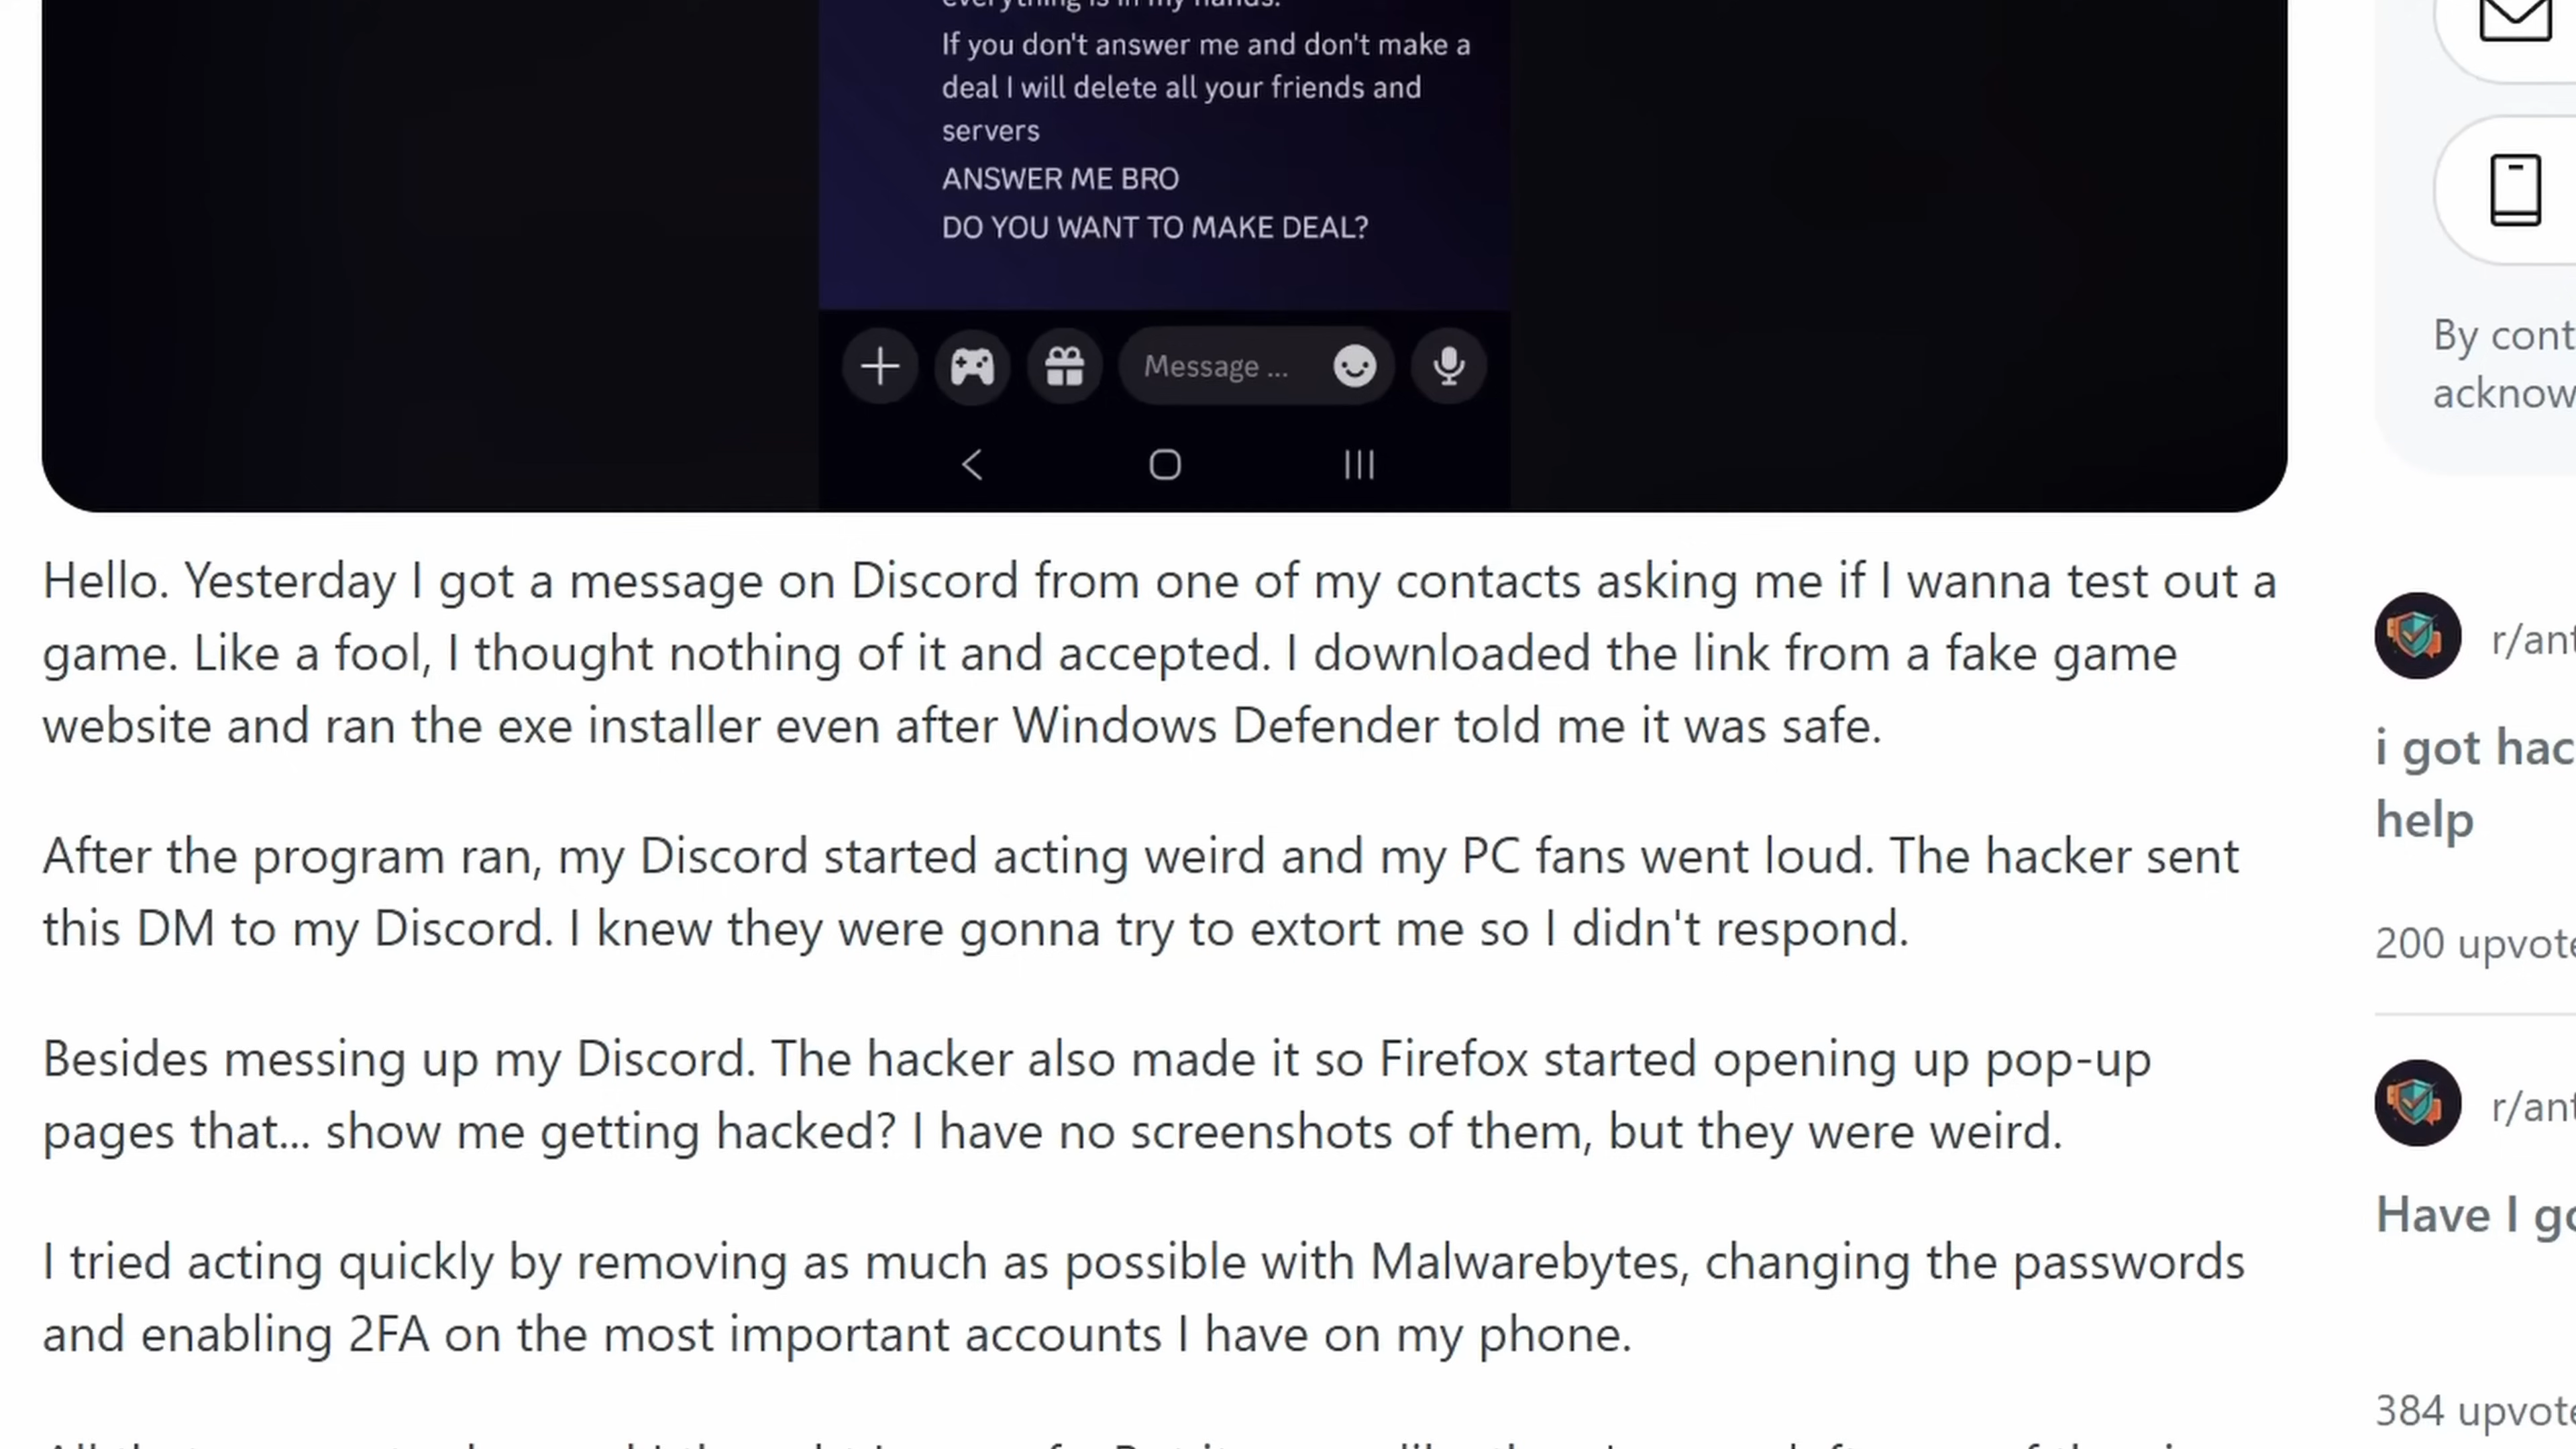 everything is in my hands.
If you don't answer me and don't make a
deal I will delete all your friends and
servers
ANSWER ME BRO
DO YOU WANT TO MAKE DEAL?
Message ...
Hello. Yesterday I got a message on Discord from one of my contacts asking me if I wanna test out a
game. Like a fool, I thought nothing of it and accepted. I downloaded the link from a fake game
website and ran the exe installer even after Windows Defender told me it was safe.
After the program ran, my Discord started acting weird and my PC fans went loud. The hacker sent
this DM to my Discord. I knew they were gonna try to extort me so I didn't respond.
Besides messing up my Discord. The hacker also made it so Firefox started opening up pop-up
pages that... show me getting hacked? I have no screenshots of them, but they were weird.
I tried acting quickly by removing as much as possible with Malwarebytes, changing the passwords
and enabling 2FA on the most important accounts I have on my phone.
By cont
acknow
r/ant
i got hac
help
200 upvote
r/ant
Have I go
384 upvote